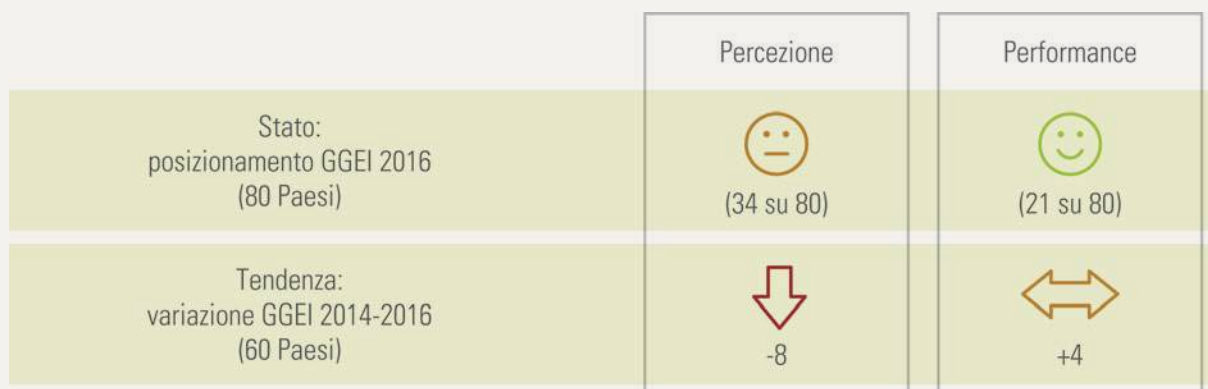 Percezione
Performance
Stato:
posizionamento GGEI 2016
(80 Paesi)
(34 su 80)
(21 su 80)
Tendenza:
variazione GGEI 2014-2016
(60 Paesi)
-8
+4